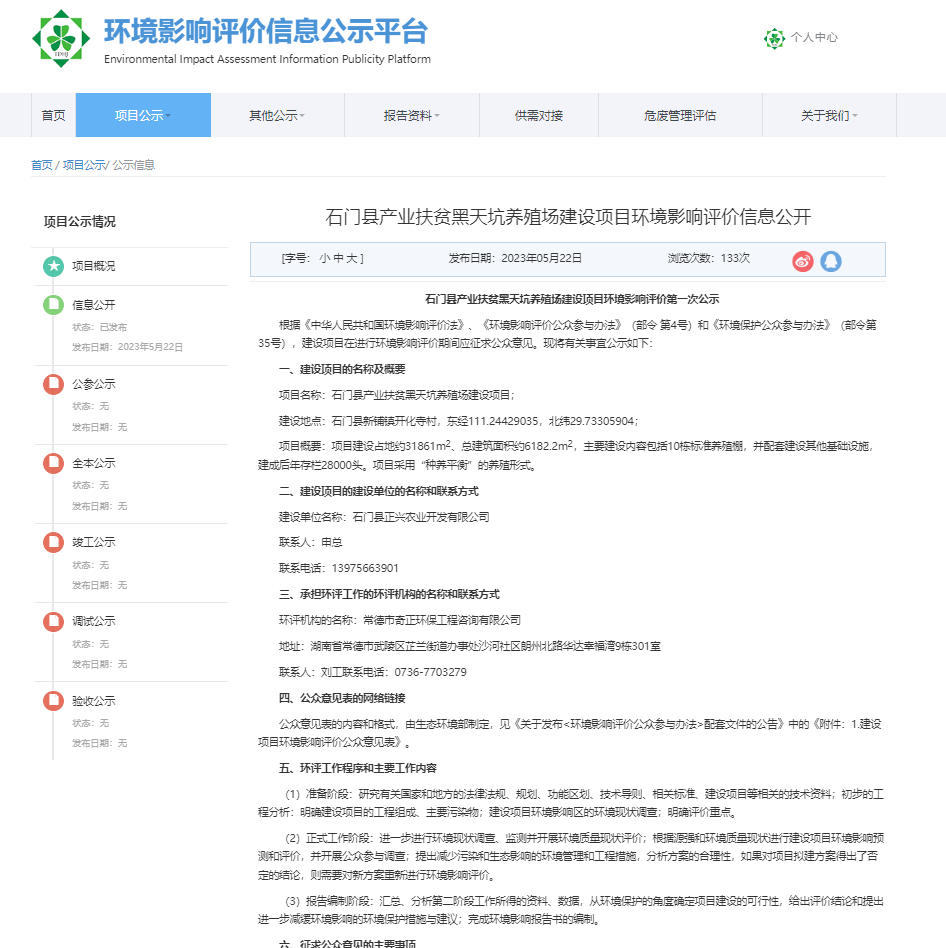 环境影响评价信息公示平台
Environmental Impact Assessment Information Publicity Platform
个人中心
首页 项目公示 其他公示 报告资料 供需对接 危废管理评估 关于我们
首页 / 项目公示/ 公示信息
项目公示情况
项目概况
信息公开
状态：已发布
发布日期：2023年5月22日
公参公示
状态：无
发布日期：无
全本公示
状态：无
发布日期：无
竣工公示
状态：无
发布日期：无
调试公示
状态：无
发布日期：无
验收公示
状态：无
发布日期：无
石门县产业扶贫黑天坑养殖场建设项目环境影响评价信息公开
[字号： 小 中 大 ] 发布日期：2023年05月22日 浏览次数：133次
石门县产业扶贫黑天坑养殖场建设项目环境影响评价第一次公示
根据《中华人民共和国环境影响评价法》、《环境影响评价公众参与办法》（部令 第4号）和《环境保护公众参与办法》（部令第
35号），建设项目在进行环境影响评价期间应征求公众意见。现将有关事宜公示如下：
一、建设项目的名称及概要
项目名称：石门县产业扶贫黑天坑养殖场建设项目；
建设地点：石门县新铺镇开化寺村，东经111.24429035，北纬29.73305904；
项目概要：项目建设占地约31861m²、总建筑面积约6182.2m²，主要建设内容包括10栋标准养殖棚，并配套建设其他基础设施，
建成后年存栏28000头。项目采用“种养平衡”的养殖形式。
二、建设项目的建设单位的名称和联系方式
建设单位名称：石门县正兴农业开发有限公司
联系人：申总
联系电话：13975663901
三、承担环评工作的环评机构的名称和联系方式
环评机构的名称：常德市奇正环保工程咨询有限公司
地址：湖南省常德市武陵区芷兰街道办事处沙河社区朗州北路华达幸福湾9栋301室
联系人：刘工联系电话：0736-7703279
四、公众意见表的网络链接
公众意见表的内容和格式，由生态环境部制定，见《关于发布<环境影响评价公众参与办法>配套文件的公告》中的《附件：1.建设
项目环境影响评价公众意见表》。
五、环评工作程序和主要工作内容
（1）准备阶段：研究有关国家和地方的法律法规、规划、功能区划、技术导则、相关标准、建设项目等相关的技术资料；初步的工
程分析：明确建设项目的工程组成、主要污染物；建设项目环境影响区的环境现状调查；明确评价重点。
（2）正式工作阶段：进一步进行环境现状调查、监测并开展环境质量现状评价；根据源强和环境质量现状进行建设项目环境影响预
测和评价，并开展公众参与调查；提出减少污染和生态影响的环境管理和工程措施，分析方案的合理性，如果对项目拟建方案得出了否
定的结论，则需要对新方案重新进行环境影响评价。
（3）报告编制阶段：汇总、分析第二阶段工作所得的资料、数据，从环境保护的角度确定项目建设的可行性，给出评价结论和提出
进一步减缓环境影响的环境保护措施与建议；完成环境影响报告书的编制。
六、征求公众意见的主要事项